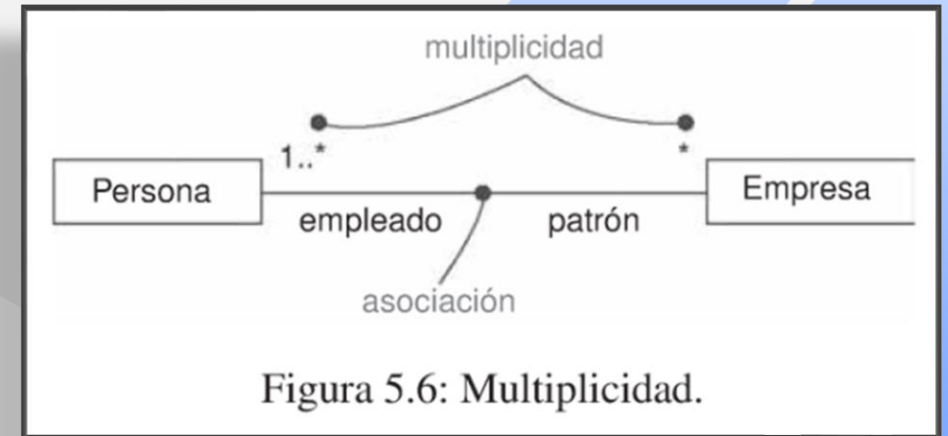 multiplicidad
1..*
*
Persona
Empresa
empleado
patrón
asociación
Figura 5.6: Multiplicidad.